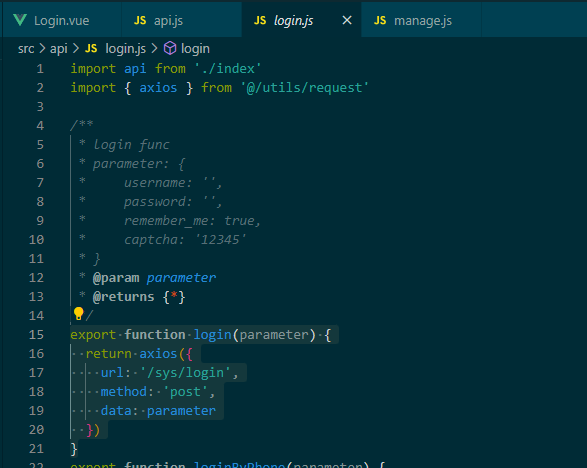 Login.vue JS api.js JS login.js JS manage.js
src > api > JS login.js > login
1 import api from './index'
2 import { axios } from '@/utils/request'
3
4 /**
5  * login func
6  * parameter: {
7  *     username: '',
8  *     password: '',
9  *     remember_me: true,
10  *     captcha: '12345'
11  * }
12  * @param parameter
13  * @returns {*}
14 /
15 export function login(parameter) {
16   return axios({
17     url: '/sys/login',
18     method: 'post',
19     data: parameter
20   })
21 }
22 export function loginByPhone(parameter) {